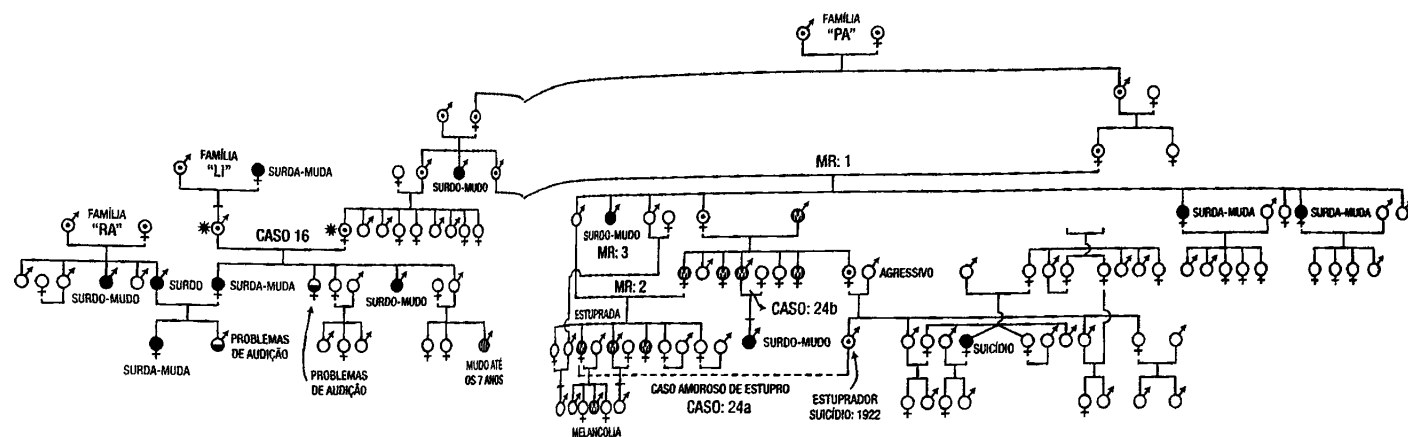 FAMÍLIA
"PA"
MR: 1
FAMÍLIA
"LI"
SURDA-MUDA
SURDO-MUDO
FAMÍLIA
"RA"
CASO 16
SURDO-MUDO
SURDO
SURDA-MUDA
SURDO-MUDO
PROBLEMAS
DE AUDIÇÃO
SURDA-MUDA
PROBLEMAS
DE AUDIÇÃO
MUDO ATÉ
OS 7 ANOS
SURDO-MUDO
MR: 3
MR: 2
ESTUPRADA
AGRESSIVO
CASO: 24b
SURDO-MUDO
SUICÍDIO
SURDA-MUDA
SURDA-MUDA
CASO AMOROSO DE ESTUPRO
CASO: 24a
ESTUPRADOR
SUICÍDIO: 1922
MELANCOLIA